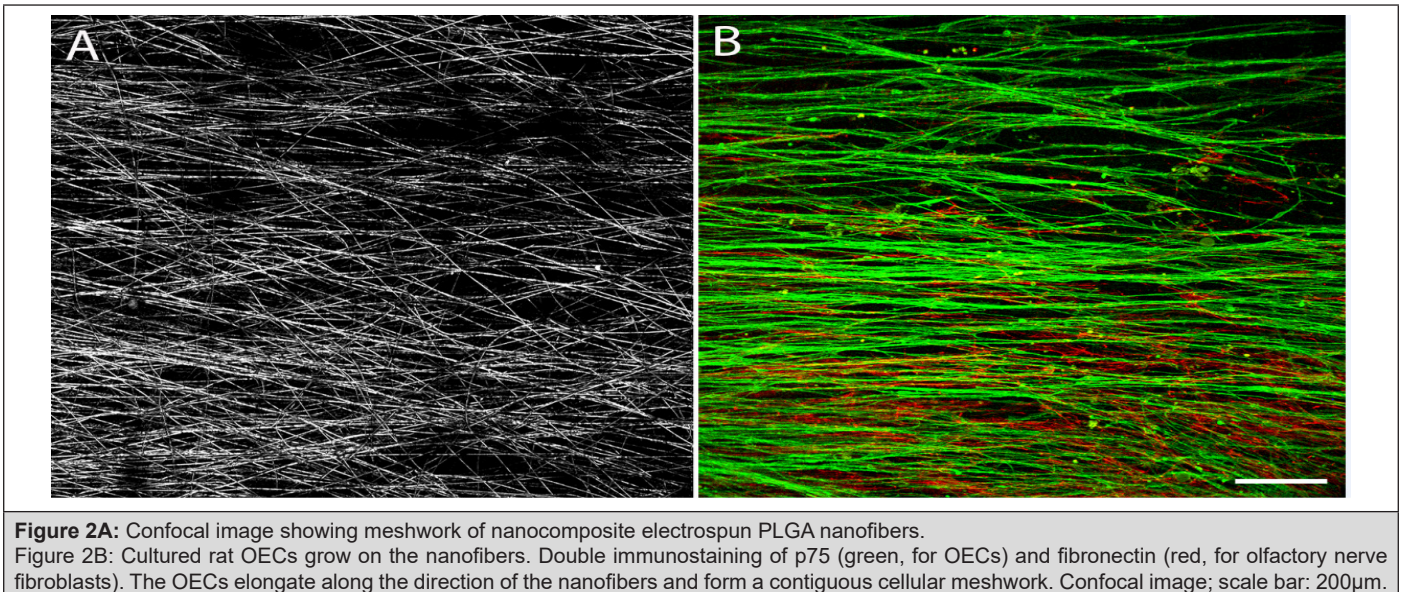 A
B
Figure 2A: Confocal image showing meshwork of nanocomposite electrospun PLGA nanofibers.
Figure 2B: Cultured rat OECs grow on the nanofibers. Double immunostaining of p75 (green, for OECs) and fibronectin (red, for olfactory nerve
fibroblasts). The OECs elongate along the direction of the nanofibers and form a contiguous cellular meshwork. Confocal image; scale bar: 200μm.